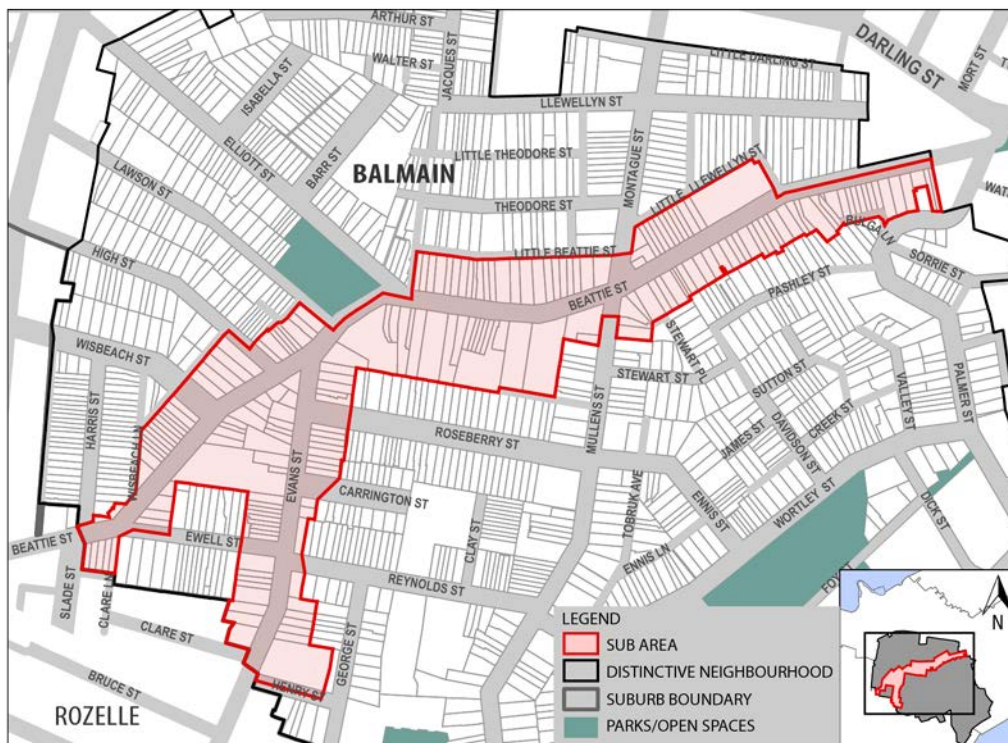 ARTHUR ST
WALTER ST
JACQUES ST
ISABELLA ST
LITTLE DARLING ST
DARLING ST
MORT ST
LLEWELLYN ST
ELLIOTT ST
BARR ST
BALMAIN
LITTLE THEODORE ST
MONTAGUE ST
LITTLE LLEWELLYN ST
LAWSON ST
THEODORE ST
BULGA LN
LITTLE BEATTIE ST
SORRIE ST
HIGH ST
BEATTIE ST
PASHLEY ST
WISBEACH ST
STEWART PL
STEWART ST
SUTTON ST
VALLEY ST
PALMER ST
HARRIS ST
WISBEACH LN
MULLENS ST
ROSEBERRY ST
JAMES ST
DAVIDSON ST
CREEK ST
EVANS ST
CARRINGTON ST
TOBRUK AVE
ENNIS ST
WORTLEY ST
DICK ST
BEATTIE ST
EWELL ST
CLAY ST
ENNIS LN
REYNOLDS ST
SLADE ST
CLARE LN
CLARE ST
GEORGE ST
HENRY ST
BRUCE ST
ROZELLE
LEGEND
SUB AREA
DISTINCTIVE NEIGHBOURHOOD
SUBURB BOUNDARY
PARKS/OPEN SPACES
N